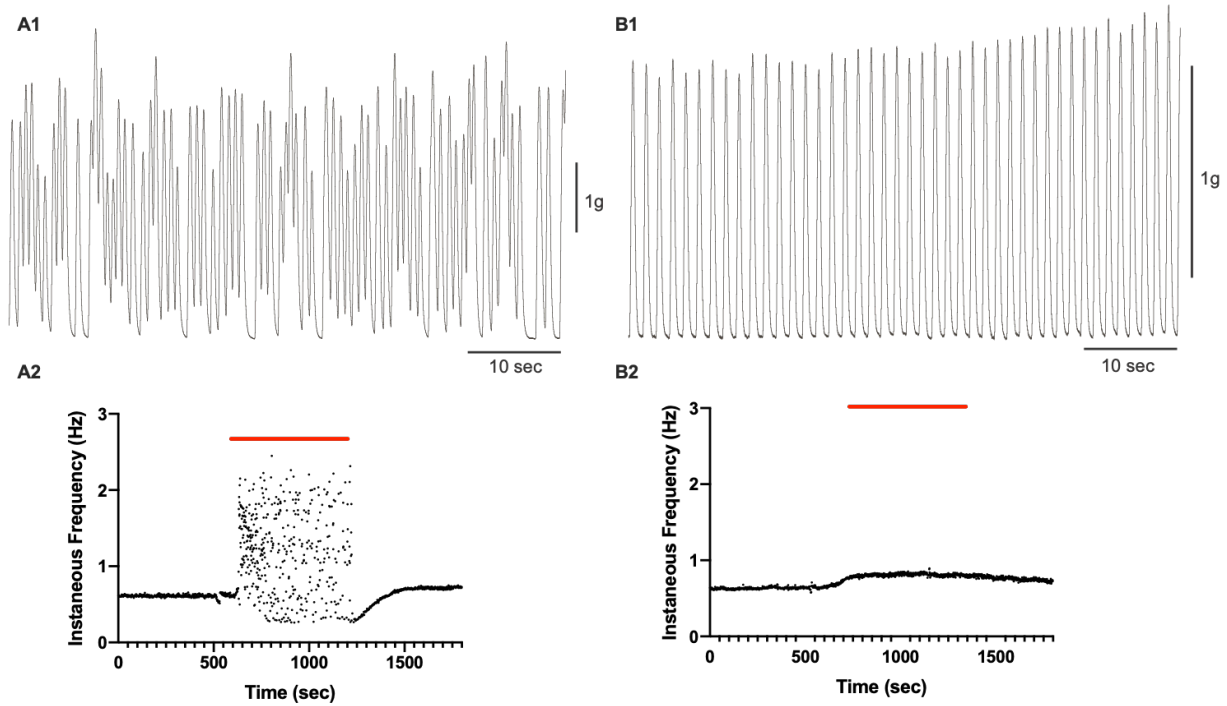 A1
1g
10 sec
B1
1g
10 sec
A2
Instaneous Frequency (Hz)
3
2
1
0
0
500
1000
1500
Time (sec)
B2
Instaneous Frequency (Hz)
3
2
1
0
0
500
1000
1500
Time (sec)